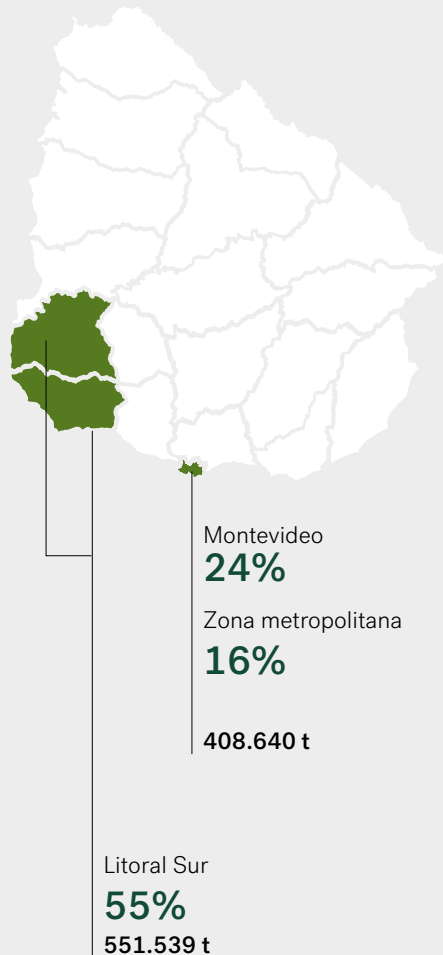 Montevideo
24%
Zona metropolitana
16%
408.640 t
Litoral Sur
55%
551.539 t